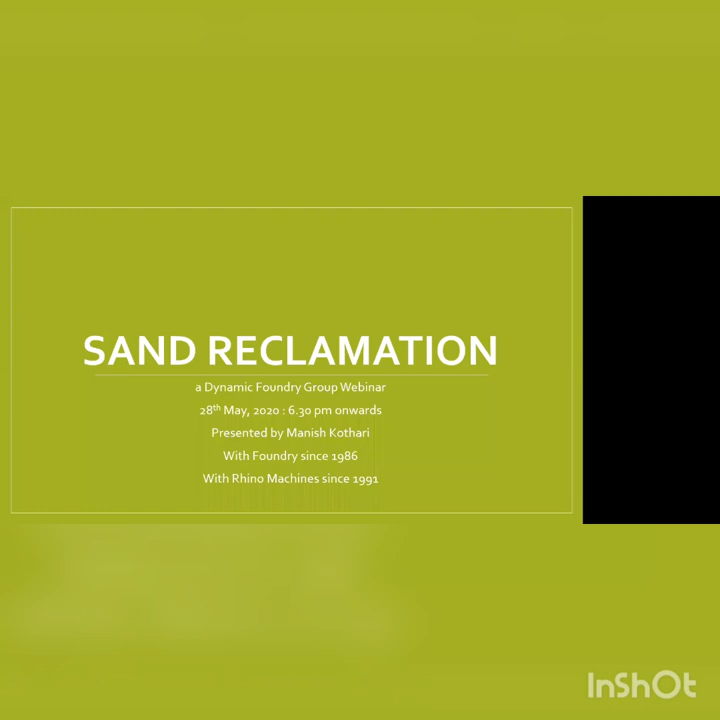 SAND RECLAMATION
a Dynamic Foundry Group Webinar
28th May, 2020 : 6.30 pm onwards
Presented by Manish Kothari
With Foundry since 1986
With Rhino Machines since 1991
InShOt